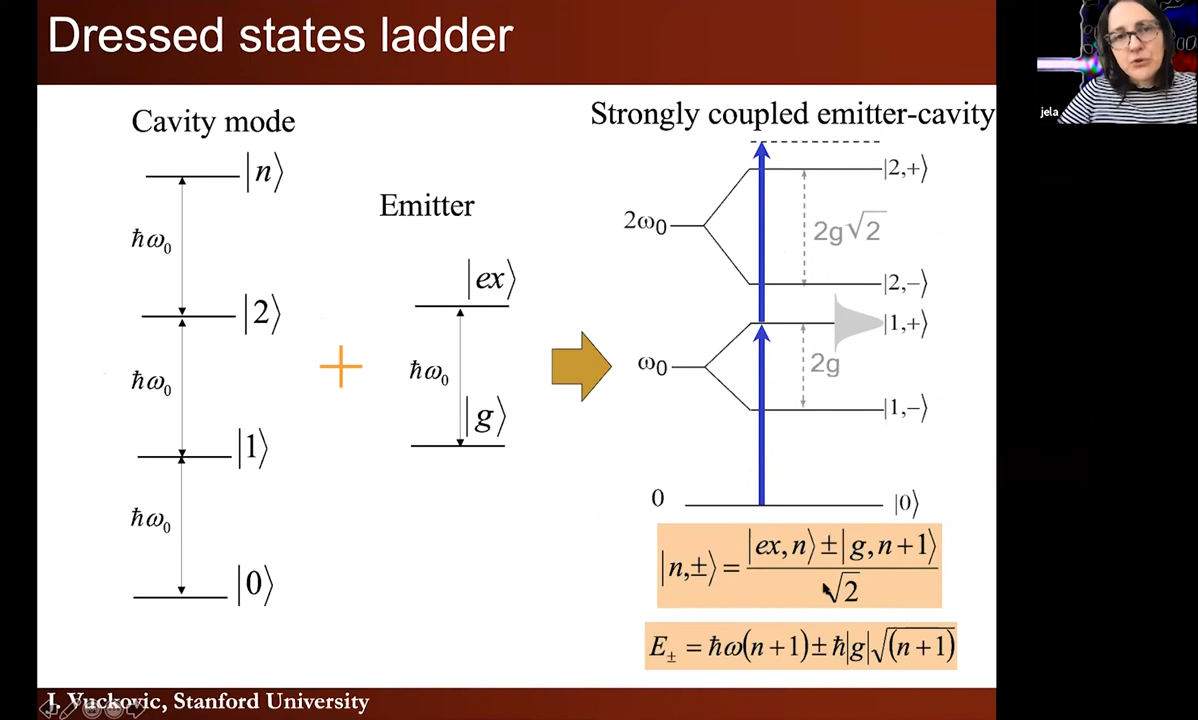 Dressed states ladder
Cavity mode
|n⟩
ħω₀
|2⟩
ħω₀
|1⟩
ħω₀
|0⟩
+
Emitter
|ex⟩
ħω₀
|g⟩
Strongly coupled emitter-cavity
|2,+⟩
2ω₀
2g√2
|2,−⟩
|1,+⟩
ω₀
2g
|1,−⟩
0
|0⟩
|n,±⟩ = (|ex,n⟩ ± |g,n+1⟩) / √2
E± = ħω(n+1) ± ħ|g|√(n+1)
J. Vuckovic, Stanford University
jela